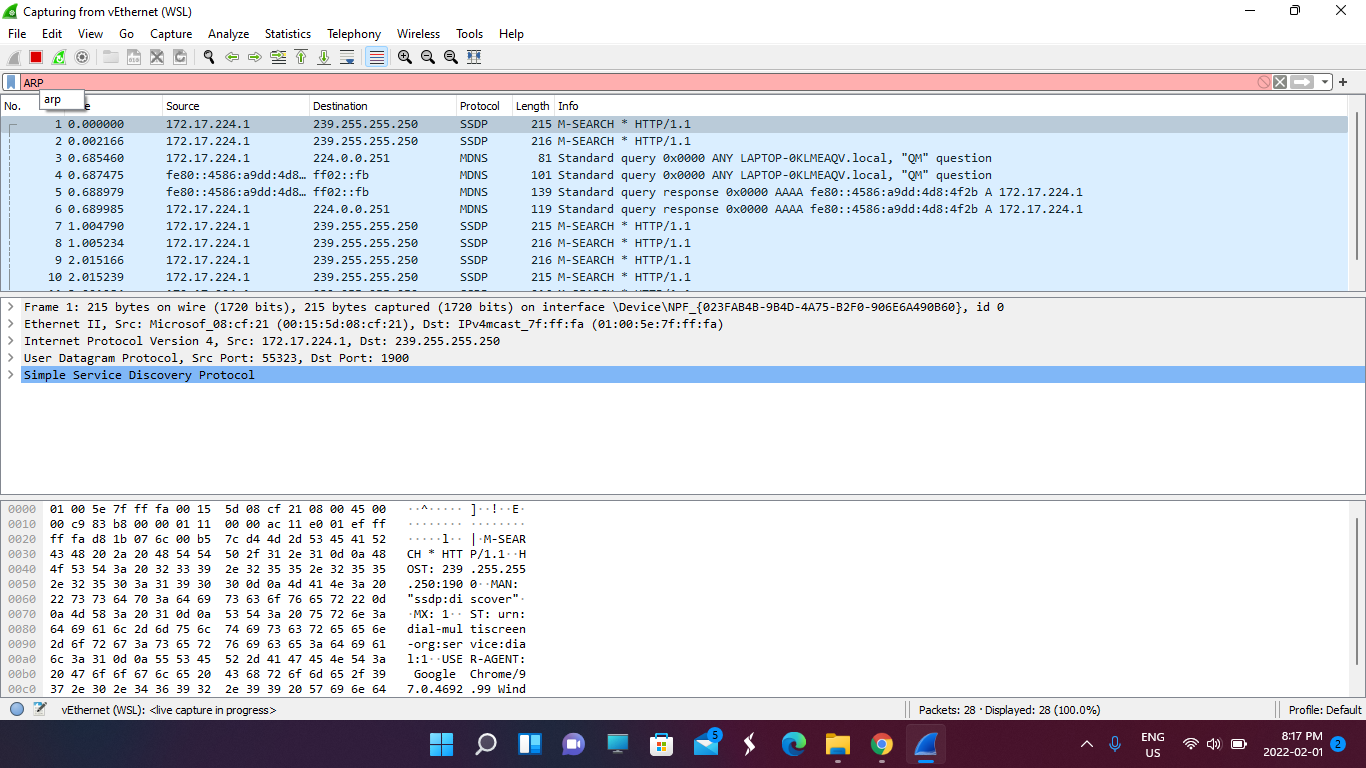 Capturing from vEthernet (WSL)
File Edit View Go Capture Analyze Statistics Telephony Wireless Tools Help
ARP
arp
No. Source Destination Protocol Length Info
1 0.000000 172.17.224.1 239.255.255.250 SSDP 215 M-SEARCH * HTTP/1.1
2 0.002166 172.17.224.1 239.255.255.250 SSDP 216 M-SEARCH * HTTP/1.1
3 0.685460 172.17.224.1 224.0.0.251 MDNS 81 Standard query 0x0000 ANY LAPTOP-0KLMEAQV.local, "QM" question
4 0.687475 fe80::4586:a9dd:4d8… ff02::fb MDNS 101 Standard query 0x0000 ANY LAPTOP-0KLMEAQV.local, "QM" question
5 0.688979 fe80::4586:a9dd:4d8… ff02::fb MDNS 139 Standard query response 0x0000 AAAA fe80::4586:a9dd:4d8:4f2b A 172.17.224.1
6 0.689985 172.17.224.1 224.0.0.251 MDNS 119 Standard query response 0x0000 AAAA fe80::4586:a9dd:4d8:4f2b A 172.17.224.1
7 1.004790 172.17.224.1 239.255.255.250 SSDP 215 M-SEARCH * HTTP/1.1
8 1.005234 172.17.224.1 239.255.255.250 SSDP 216 M-SEARCH * HTTP/1.1
9 2.015166 172.17.224.1 239.255.255.250 SSDP 216 M-SEARCH * HTTP/1.1
10 2.015239 172.17.224.1 239.255.255.250 SSDP 215 M-SEARCH * HTTP/1.1
Frame 1: 215 bytes on wire (1720 bits), 215 bytes captured (1720 bits) on interface \Device\NPF_{023FAB4B-9B4D-4A75-B2F0-906E6A490B60}, id 0
Ethernet II, Src: Microsof_08:cf:21 (00:15:5d:08:cf:21), Dst: IPv4mcast_7f:ff:fa (01:00:5e:7f:ff:fa)
Internet Protocol Version 4, Src: 172.17.224.1, Dst: 239.255.255.250
User Datagram Protocol, Src Port: 55323, Dst Port: 1900
Simple Service Discovery Protocol
0000 01 00 5e 7f ff fa 00 15 5d 08 cf 21 08 00 45 00 ··^····· ]··!··E·
0010 00 c9 83 b8 00 00 01 11 00 00 ac 11 e0 01 ef ff ········ ········
0020 ff fa d8 1b 07 6c 00 b5 7c d4 4d 2d 53 45 41 52 ·····l·· |·M-SEAR
0030 43 48 20 2a 20 48 54 54 50 2f 31 2e 31 0d 0a 48 CH * HTT P/1.1··H
0040 4f 53 54 3a 20 32 33 39 2e 32 35 35 2e 32 35 35 OST: 239 .255.255
0050 2e 32 35 30 3a 31 39 30 30 0d 0a 4d 41 4e 3a 20 .250:190 0··MAN:
0060 22 73 73 64 70 3a 64 69 73 63 6f 76 65 72 22 0d "ssdp:di scover"·
0070 0a 4d 58 3a 20 31 0d 0a 53 54 3a 20 75 72 6e 3a ·MX: 1·· ST: urn:
0080 64 69 61 6c 2d 6d 75 6c 74 69 73 63 72 65 65 6e dial-mul tiscreen
0090 2d 6f 72 67 3a 73 65 72 76 69 63 65 3a 64 69 61 -org:ser vice:dia
00a0 6c 3a 31 0d 0a 55 53 45 52 2d 41 47 45 4e 54 3a l:1··USE R-AGENT:
00b0 20 47 6f 6f 67 6c 65 20 43 68 72 6f 6d 65 2f 39 Google Chrome/9
00c0 37 2e 30 2e 34 36 39 32 2e 39 39 20 57 69 6e 64 7.0.4692 .99 Wind
vEthernet (WSL): <live capture in progress> Packets: 28 · Displayed: 28 (100.0%) Profile: Default
5
ENG
US
8:17 PM
2022-02-01
2